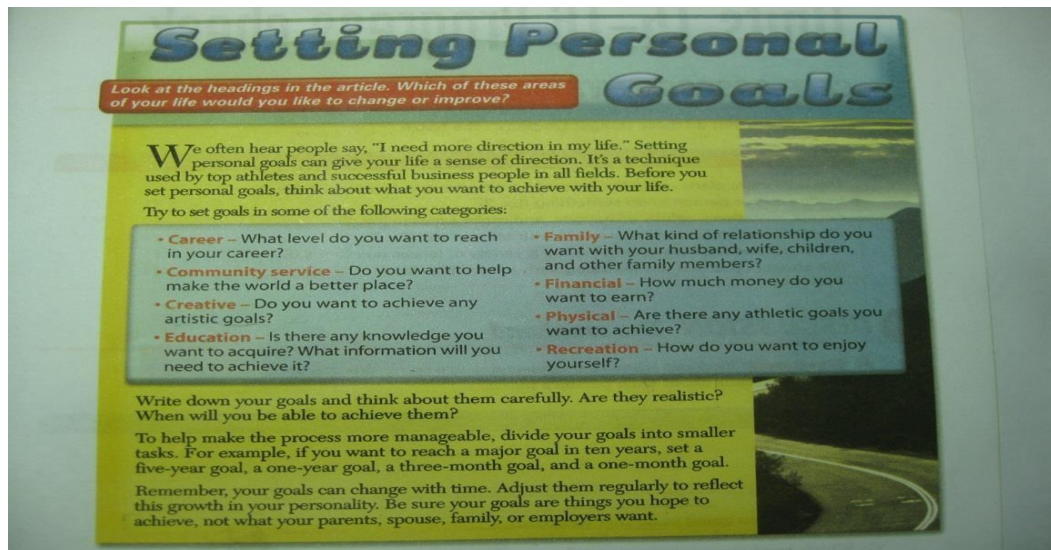 Setting Personal
Goals
Look at the headings in the article. Which of these areas
of your life would you like to change or improve?
We often hear people say, "I need more direction in my life." Setting
personal goals can give your life a sense of direction. It's a technique
used by top athletes and successful business people in all fields. Before you
set personal goals, think about what you want to achieve with your life.
Try to set goals in some of the following categories:
• Career – What level do you want to reach
in your career?
• Community service – Do you want to help
make the world a better place?
• Creative – Do you want to achieve any
artistic goals?
• Education – Is there any knowledge you
want to acquire? What information will you
need to achieve it?
• Family – What kind of relationship do you
want with your husband, wife, children,
and other family members?
• Financial – How much money do you
want to earn?
• Physical – Are there any athletic goals you
want to achieve?
• Recreation – How do you want to enjoy
yourself?
Write down your goals and think about them carefully. Are they realistic?
When will you be able to achieve them?
To help make the process more manageable, divide your goals into smaller
tasks. For example, if you want to reach a major goal in ten years, set a
five-year goal, a one-year goal, a three-month goal, and a one-month goal.
Remember, your goals can change with time. Adjust them regularly to reflect
this growth in your personality. Be sure your goals are things you hope to
achieve, not what your parents, spouse, family, or employers want.